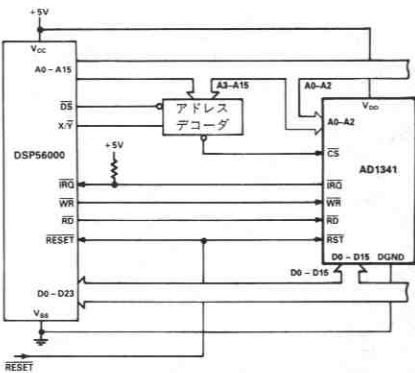 +5V
VCC
A0 – A15
A3–A15
A0–A2
VDD
DS
X/Y
アドレス
デコーダ
A0–A2
CS
DSP56000
+5V
AD1341
IRQ
IRQ
WR
WR
RD
RD
RESET
RST
D0 – D15
DGND
D0 – D15
D0 – D23
VSS
RESET